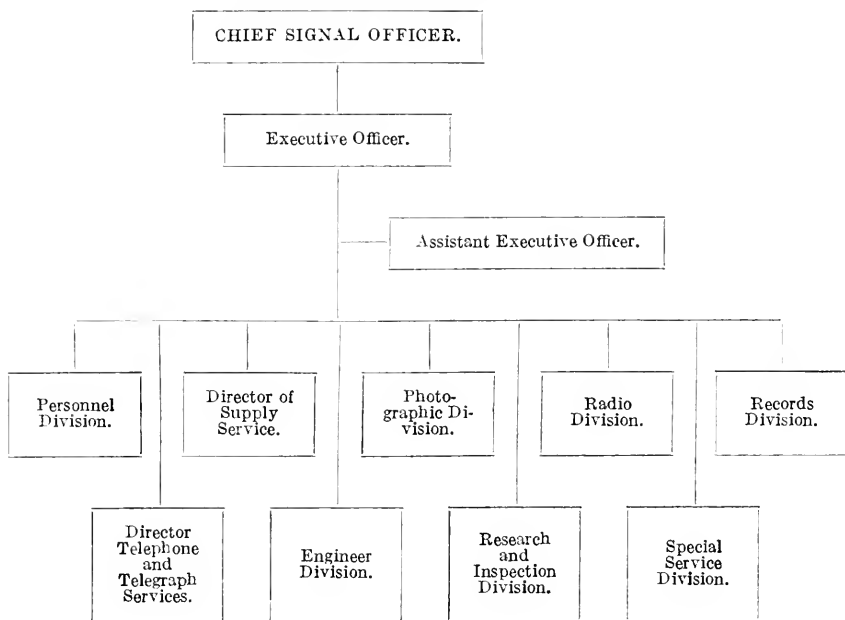 CHIEF SIGNAL OFFICER.
Executive Officer.
Assistant Executive Officer.
Personnel
Division.
Director of
Supply
Service.
Photo-
graphic Di-
vision.
Radio
Division.
Records
Division.
Director
Telephone
and
Telegraph
Services.
Engineer
Division.
Research
and
Inspection
Division.
Special
Service
Division.